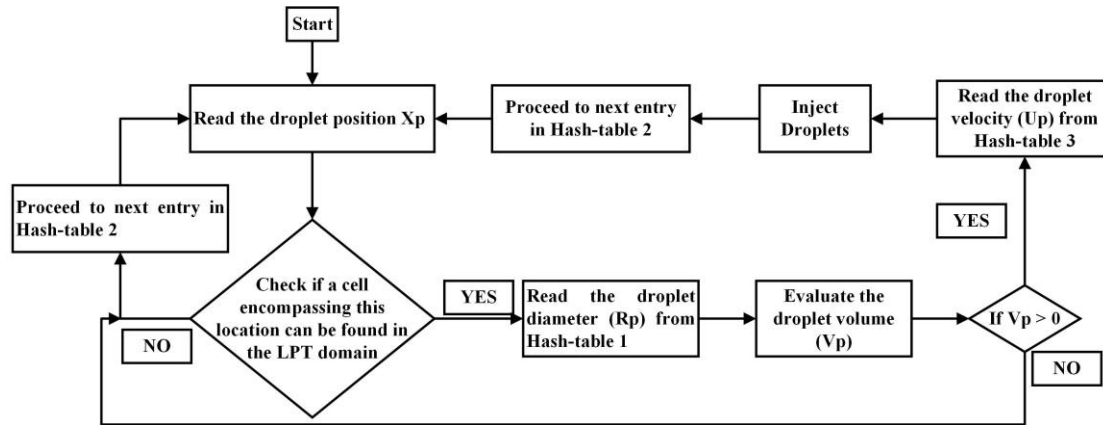 Start
Read the droplet position Xp
Proceed to next entry
in Hash-table 2
Inject
Droplets
Read the droplet
velocity (Up) from
Hash-table 3
Proceed to next entry in
Hash-table 2
YES
Check if a cell
encompassing this
location can be found in
the LPT domain
NO
YES
Read the droplet
diameter (Rp) from
Hash-table 1
Evaluate the
droplet volume
(Vp)
If Vp > 0
NO